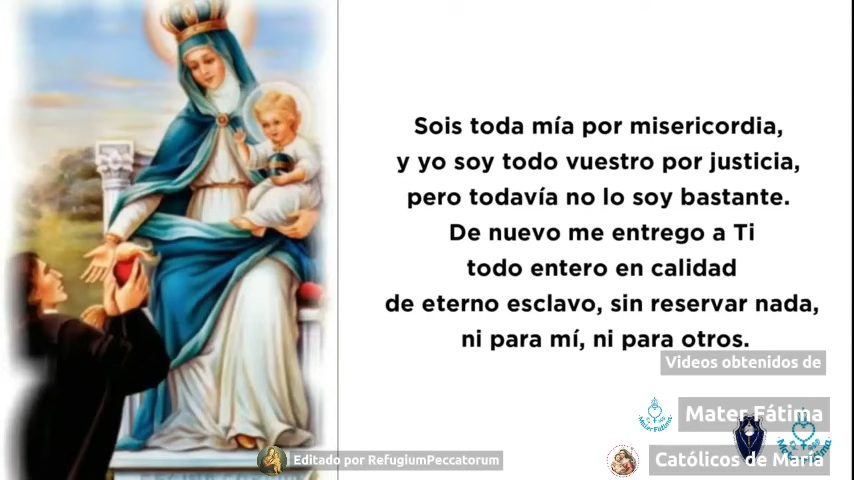 Sois toda mía por misericordia,
y yo soy todo vuestro por justicia,
pero todavía no lo soy bastante.
De nuevo me entrego a Ti
todo entero en calidad
de eterno esclavo, sin reservar nada,
ni para mí, ni para otros.
Videos obtenidos de
Mater Fátima
Católicos de María
Editado por RefugiumPeccatorum